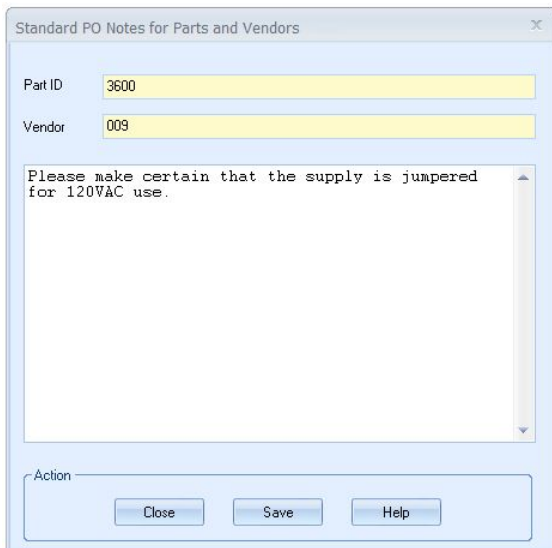 Standard PO Notes for Parts and Vendors
Part ID 3600
Vendor 009
Please make certain that the supply is jumpered
for 120VAC use.
Action
Close Save Help